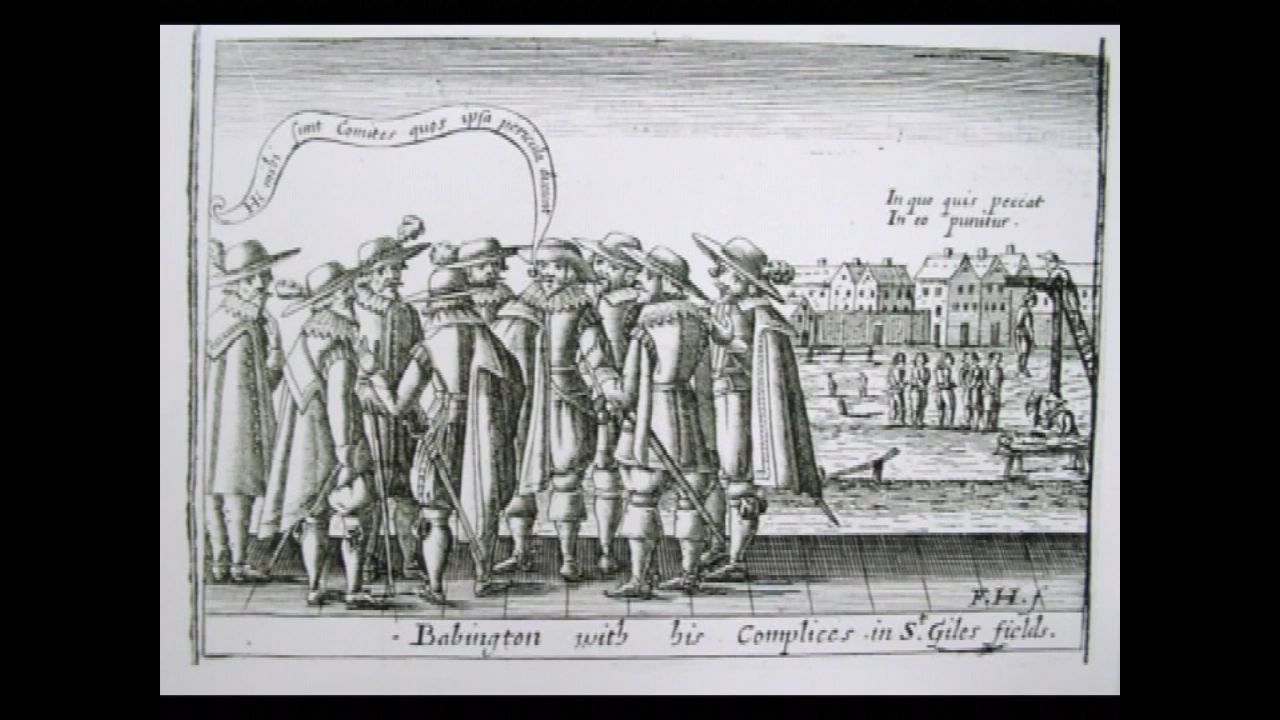 Hi mihi sunt Comites quos ipsa pericula ducunt
In quo quis peccat
In eo punitur.
F.H. f.
Babington with his Complices in St Giles fields.